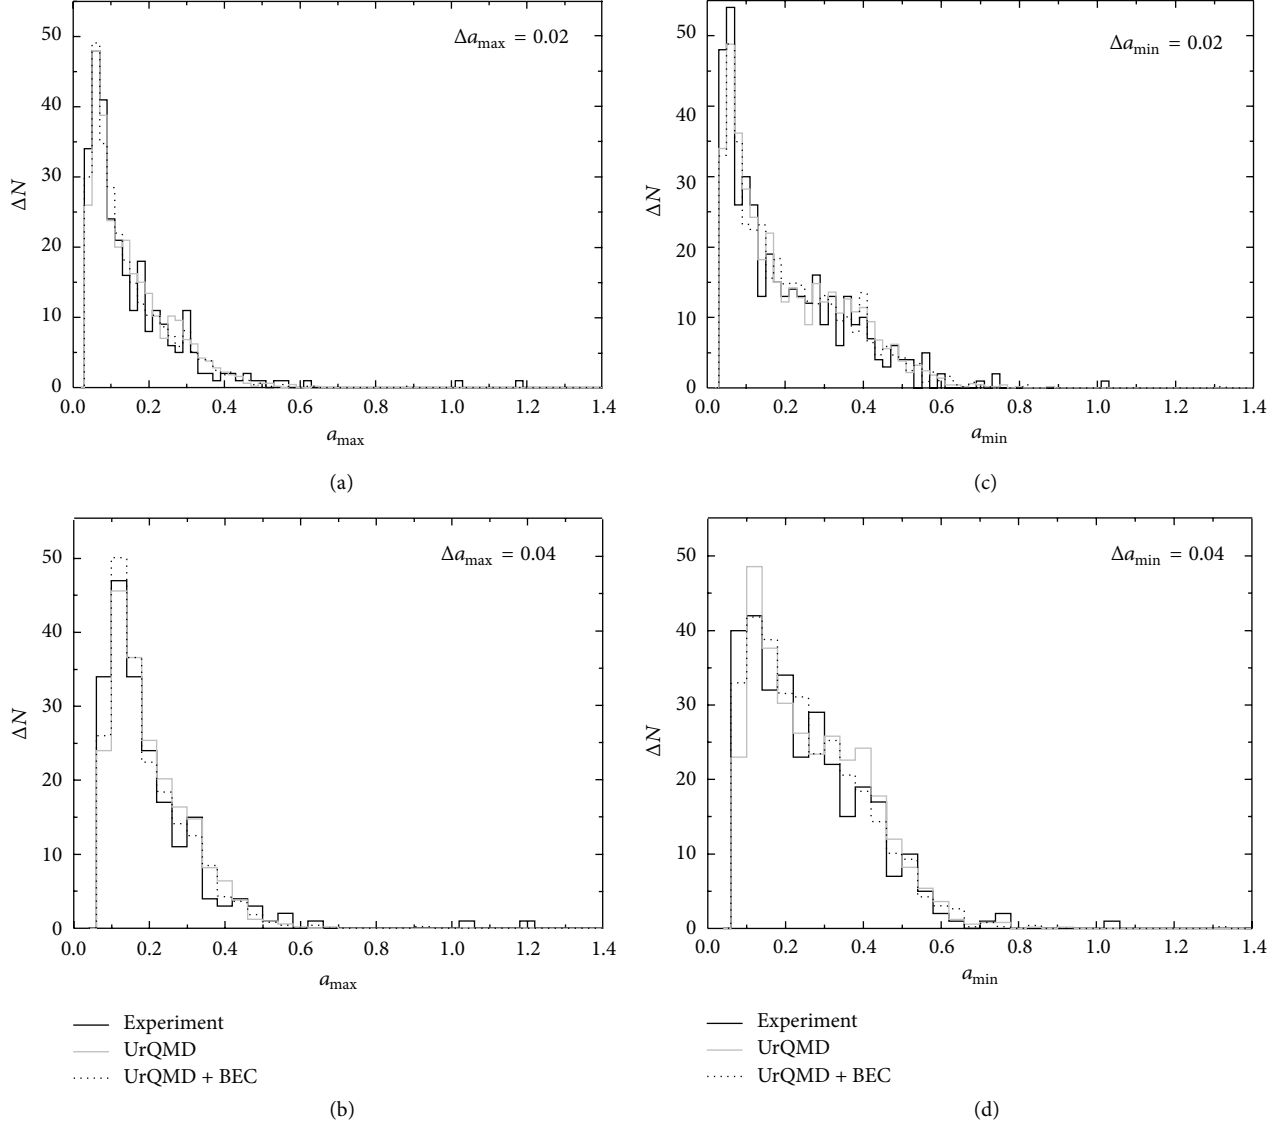 Δa_max = 0.02
50
40
30
20
10
0
ΔN
0.0 0.2 0.4 0.6 0.8 1.0 1.2 1.4
a_max
(a)
Δa_min = 0.02
50
40
30
20
10
0
ΔN
0.0 0.2 0.4 0.6 0.8 1.0 1.2 1.4
a_min
(c)
Δa_max = 0.04
50
40
30
20
10
0
ΔN
0.0 0.2 0.4 0.6 0.8 1.0 1.2 1.4
a_max
Experiment
UrQMD
UrQMD + BEC
(b)
Δa_min = 0.04
50
40
30
20
10
0
ΔN
0.0 0.2 0.4 0.6 0.8 1.0 1.2 1.4
a_min
Experiment
UrQMD
UrQMD + BEC
(d)